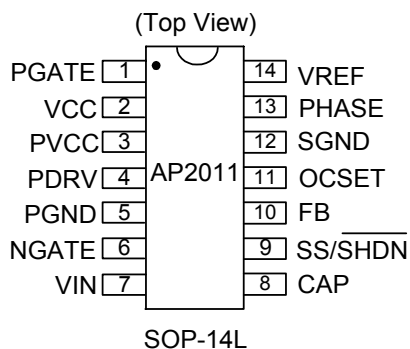 (Top View)
PGATE 1 14 VREF
VCC 2 13 PHASE
PVCC 3 12 SGND
PDRV 4 AP2011 11 OCSET
PGND 5 10 FB
NGATE 6 9 SS/SHDN
VIN 7 8 CAP
SOP-14L